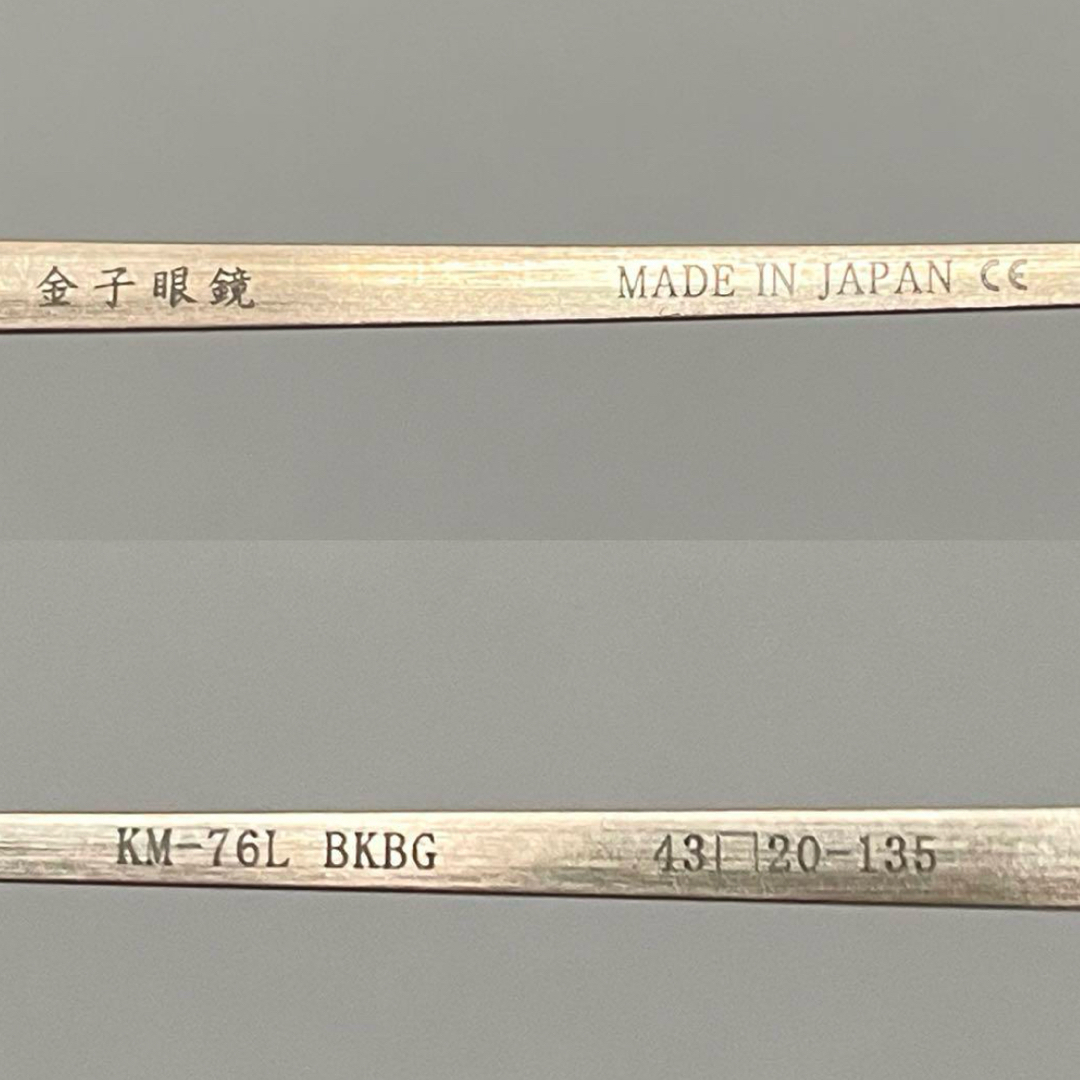 金子眼鏡 MADE IN JAPAN CE
KM-76L BKBG 43□20-135